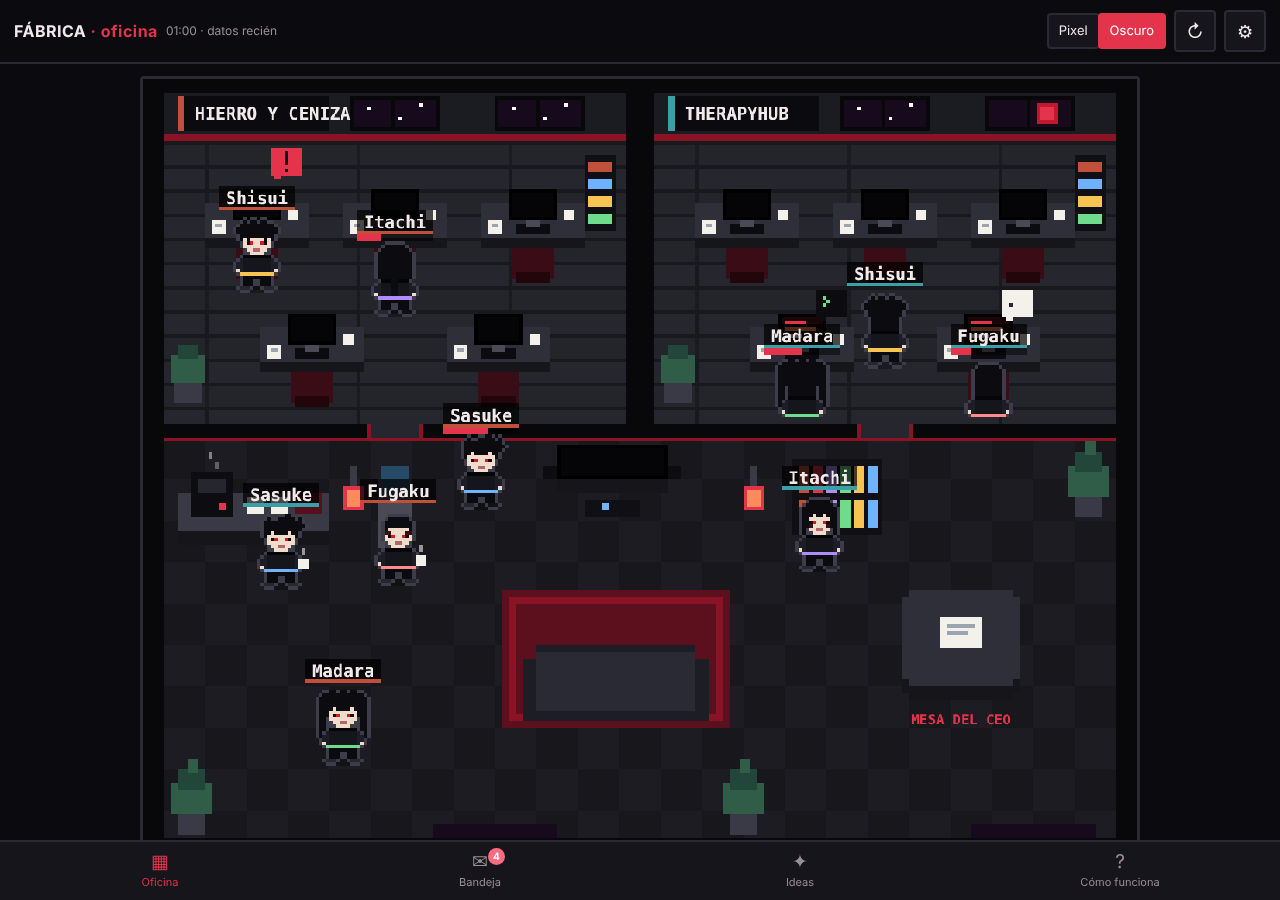 FÁBRICA · oficina 01:00 · datos recién
Pixel Oscuro
HIERRO Y CENIZA
THERAPYHUB
!
Shisui
Itachi
Shisui
Madara
Fugaku
Sasuke
Sasuke
Fugaku
Itachi
Madara
MESA DEL CEO
Oficina
4
Bandeja
Ideas
?
Cómo funciona